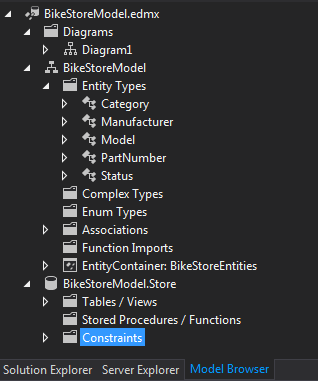 BikeStoreModel.edmx
Diagrams
Diagram1
BikeStoreModel
Entity Types
Category
Manufacturer
Model
PartNumber
Status
Complex Types
Enum Types
Associations
Function Imports
EntityContainer: BikeStoreEntities
BikeStoreModel.Store
Tables / Views
Stored Procedures / Functions
Constraints
Solution Explorer Server Explorer Model Browser